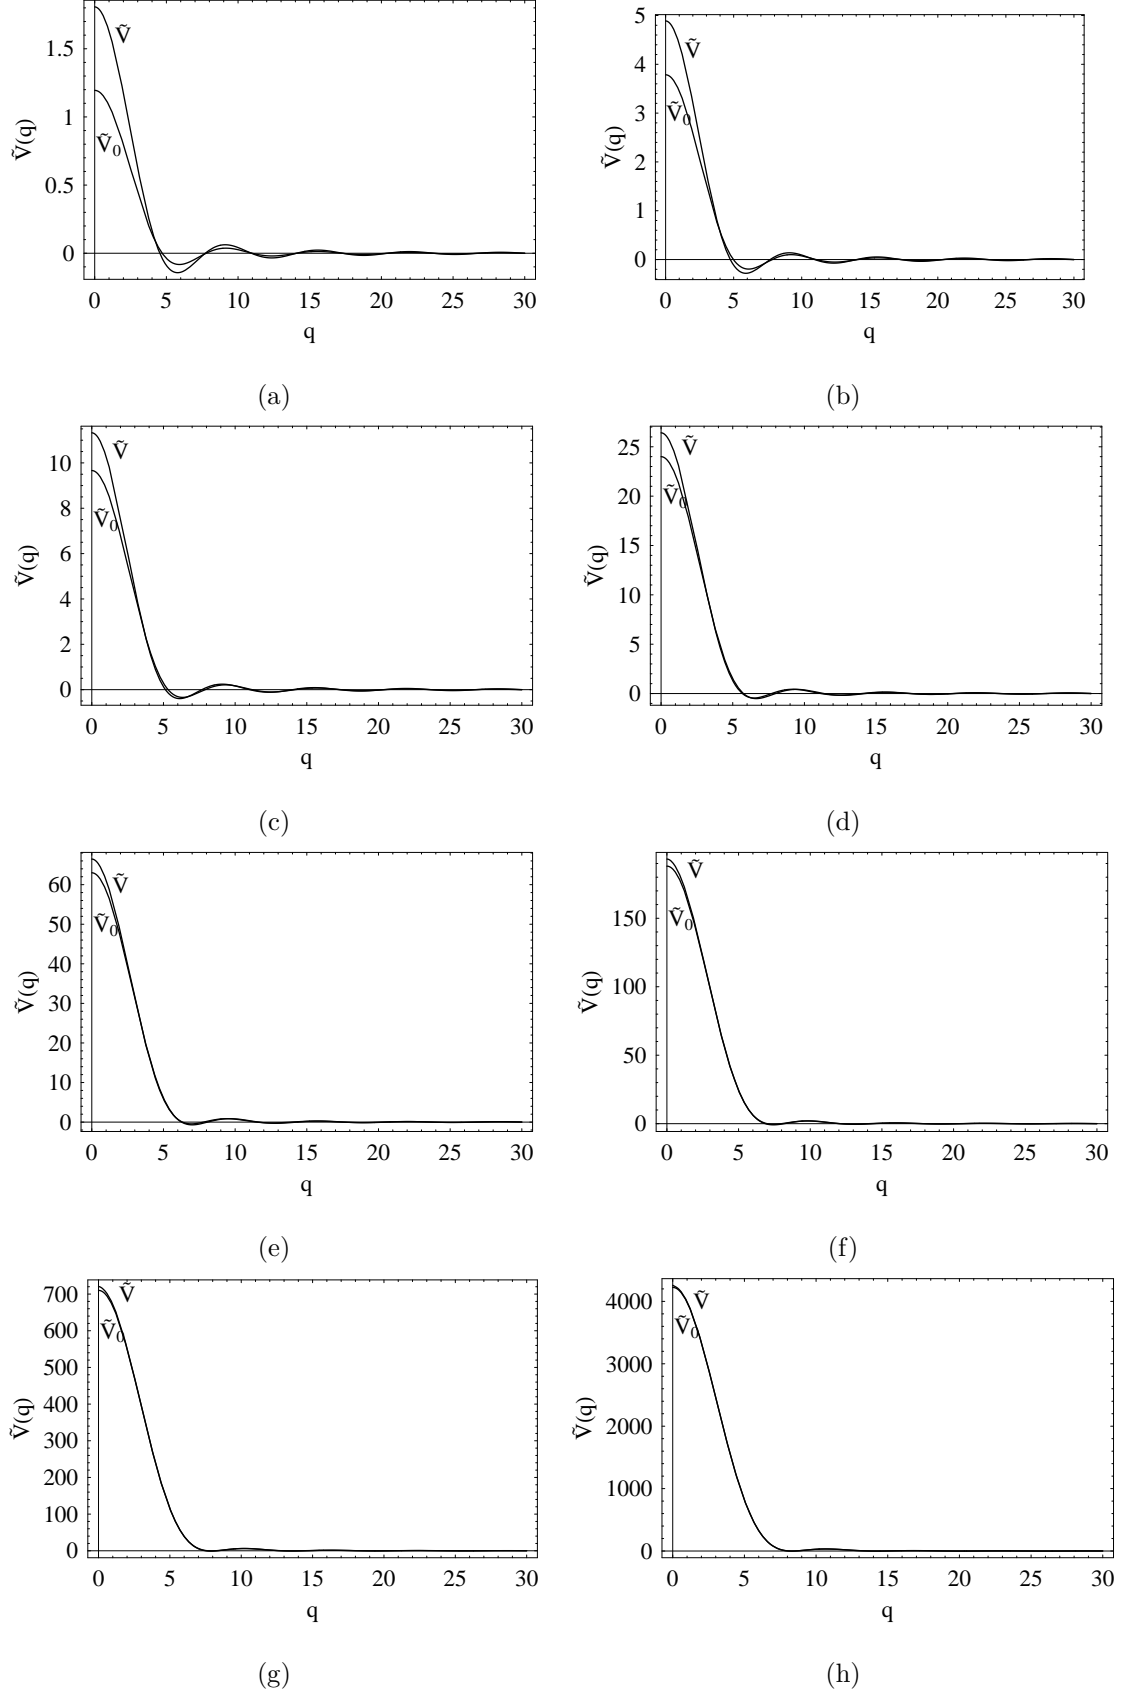 1.5
1
0.5
0
Ṽ(q)
Ṽ
Ṽ₀
0 5 10 15 20 25 30
q
(a)
5
4
3
2
1
0
Ṽ(q)
Ṽ
Ṽ₀
0 5 10 15 20 25 30
q
(b)
10
8
6
4
2
0
Ṽ(q)
Ṽ
Ṽ₀
0 5 10 15 20 25 30
q
(c)
25
20
15
10
5
0
Ṽ(q)
Ṽ
Ṽ₀
0 5 10 15 20 25 30
q
(d)
60
50
40
30
20
10
0
Ṽ(q)
Ṽ
Ṽ₀
0 5 10 15 20 25 30
q
(e)
150
100
50
0
Ṽ(q)
Ṽ
Ṽ₀
0 5 10 15 20 25 30
q
(f)
700
600
500
400
300
200
100
0
Ṽ(q)
Ṽ
Ṽ₀
0 5 10 15 20 25 30
q
(g)
4000
3000
2000
1000
0
Ṽ(q)
Ṽ
Ṽ₀
0 5 10 15 20 25 30
q
(h)